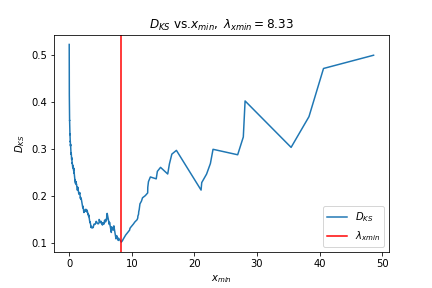 D_KS vs.x_min, λ_xmin = 8.33
0.5
0.4
0.3
0.2
0.1
D_KS
0 10 20 30 40 50
x_min
D_KS
λ_xmin